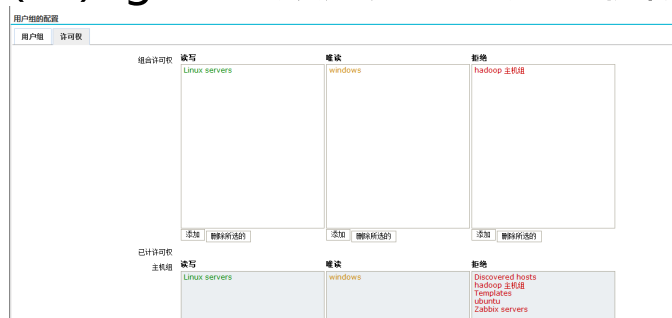 用户组的配置
用户组 许可权
组合许可权 读写 唯读 拒绝
Linux servers windows hadoop 主机组
添加 删除所选的 添加 删除所选的 添加 删除所选的
已计许可权
主机组 读写 唯读 拒绝
Linux servers windows Discovered hosts
hadoop 主机组
Templates
ubuntu
Zabbix servers